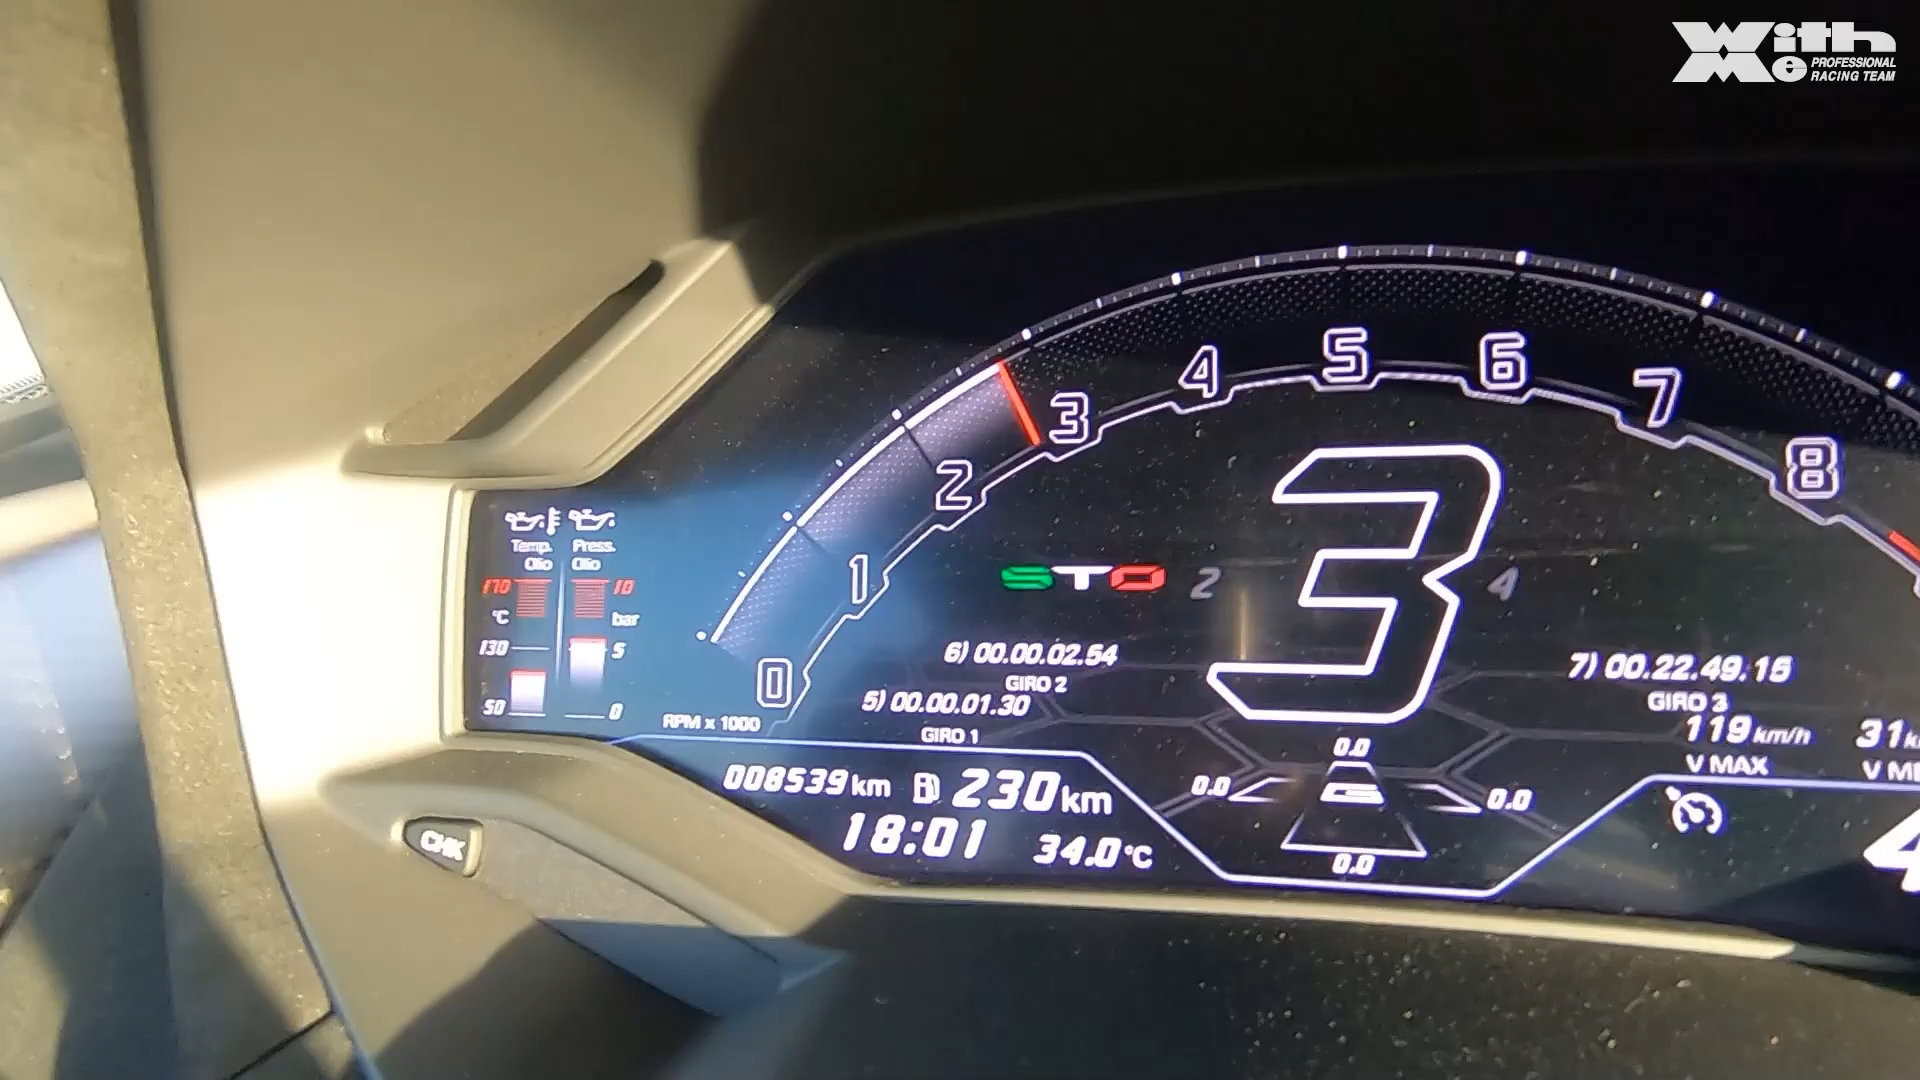 With
Me PROFESSIONAL
RACING TEAM
0 1 2 3 4 5 6 7 8
RPM x 1000
Temp. Olio
Press. Olio
170 10
°C bar
130 5
50 0
STO 2 3 4
6) 00.00.02.54
GIRO 2
5) 00.00.01.30
GIRO 1
7) 00.22.49.15
GIRO 3
119 km/h
V MAX
31
V
0.0
0.0 G 0.0
0.0
008539 km 230 km
18:01 34.0 °C
CHK